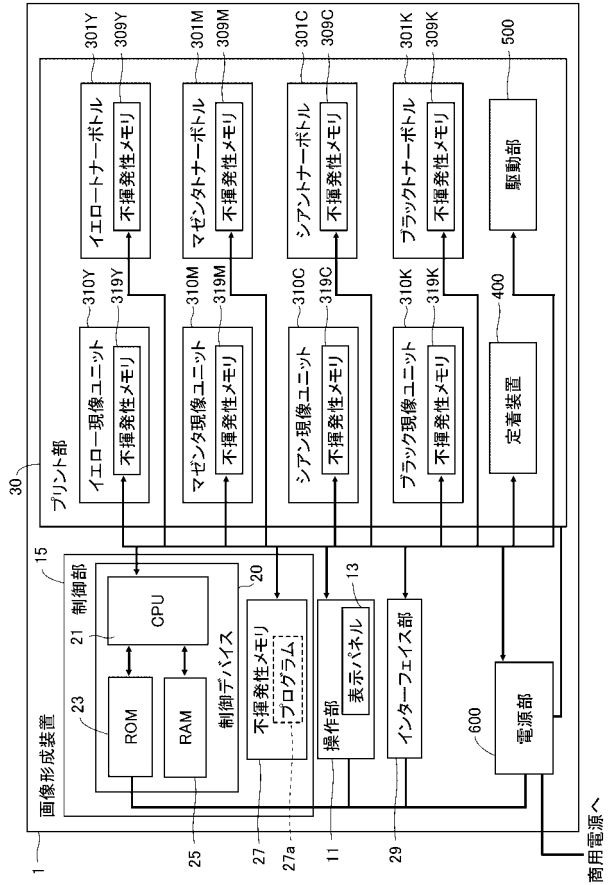 1
画像形成装置
15
制御部
20
制御デバイス
21
CPU
23
ROM
25
RAM
27
不揮発性メモリ
27a
プログラム
11
操作部
13
表示パネル
29
インターフェイス部
600
電源部
商用電源へ
30
プリント部
310Y
イエロー現像ユニット
319Y
不揮発性メモリ
301Y
イエロートナーボトル
309Y
不揮発性メモリ
310M
マゼンタ現像ユニット
319M
不揮発性メモリ
301M
マゼンタトナーボトル
309M
不揮発性メモリ
310C
シアン現像ユニット
319C
不揮発性メモリ
301C
シアントナーボトル
309C
不揮発性メモリ
310K
ブラック現像ユニット
319K
不揮発性メモリ
301K
ブラックトナーボトル
309K
不揮発性メモリ
400
定着装置
500
駆動部